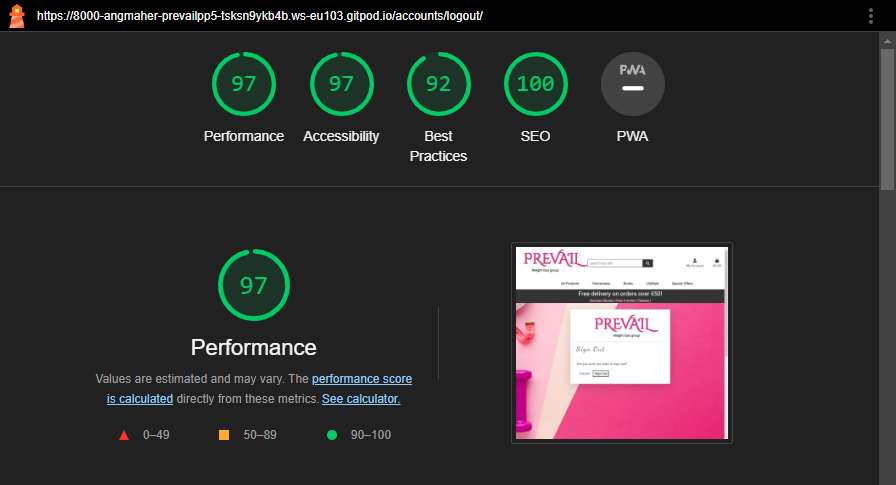 https://8000-angmaher-prevailpp5-tsksn9ykb4b.ws-eu103.gitpod.io/accounts/logout/
97
97
92
100
PWA
Performance
Accessibility
Best
Practices
SEO
PWA
97
Performance
Values are estimated and may vary. The performance score
is calculated directly from these metrics. See calculator.
0–49
50–89
90–100
PREVAIL
Weight loss group
Search our site
My Account
All Products
Homewares
Books
LifeStyle
Special Offers
Free delivery on orders over €50!
PREVAIL
Weight loss group
Sign Out
Are you sure you want to sign out?
Cancel
Sign Out